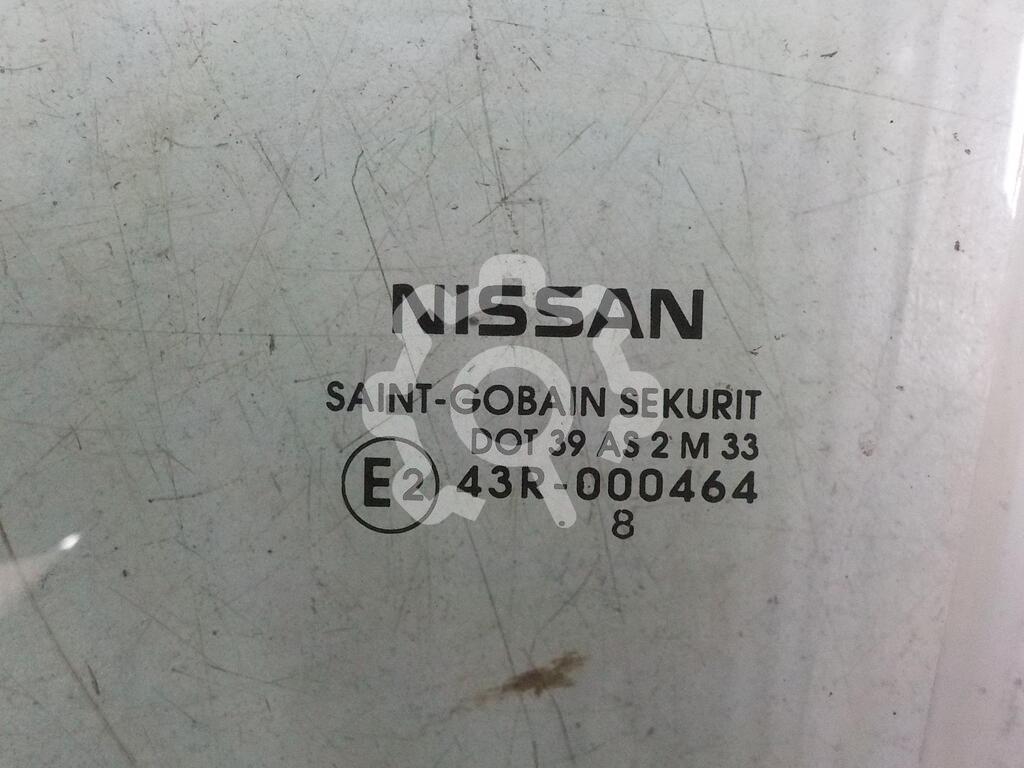 NISSAN
SAINT-GOBAIN SEKURIT
DOT 39 AS 2 M 33
E2 43R-000464
8